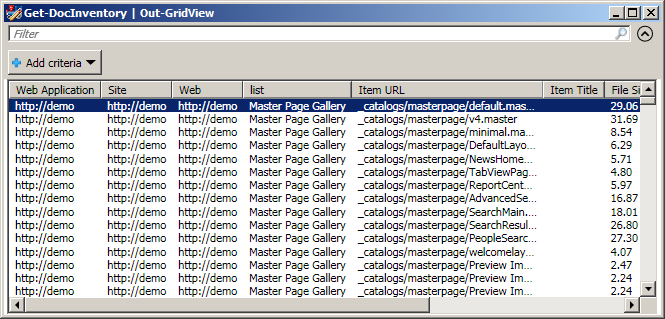 Get-DocInventory | Out-GridView
Filter
Add criteria
Web Application Site Web list Item URL Item Title File Si
http://demo http://demo http://demo Master Page Gallery _catalogs/masterpage/default.mas... 29.06
http://demo http://demo http://demo Master Page Gallery _catalogs/masterpage/v4.master 31.69
http://demo http://demo http://demo Master Page Gallery _catalogs/masterpage/minimal.ma... 8.54
http://demo http://demo http://demo Master Page Gallery _catalogs/masterpage/DefaultLayo... 6.29
http://demo http://demo http://demo Master Page Gallery _catalogs/masterpage/NewsHome... 5.71
http://demo http://demo http://demo Master Page Gallery _catalogs/masterpage/TabViewPag... 4.80
http://demo http://demo http://demo Master Page Gallery _catalogs/masterpage/ReportCent... 5.97
http://demo http://demo http://demo Master Page Gallery _catalogs/masterpage/AdvancedSe... 16.87
http://demo http://demo http://demo Master Page Gallery _catalogs/masterpage/SearchMain.... 18.01
http://demo http://demo http://demo Master Page Gallery _catalogs/masterpage/SearchResul... 26.80
http://demo http://demo http://demo Master Page Gallery _catalogs/masterpage/PeopleSearc... 27.30
http://demo http://demo http://demo Master Page Gallery _catalogs/masterpage/welcomelay... 4.07
http://demo http://demo http://demo Master Page Gallery _catalogs/masterpage/Preview Im... 2.47
http://demo http://demo http://demo Master Page Gallery _catalogs/masterpage/Preview Im... 2.24
http://demo http://demo http://demo Master Page Gallery _catalogs/masterpage/Preview Im... 2.24